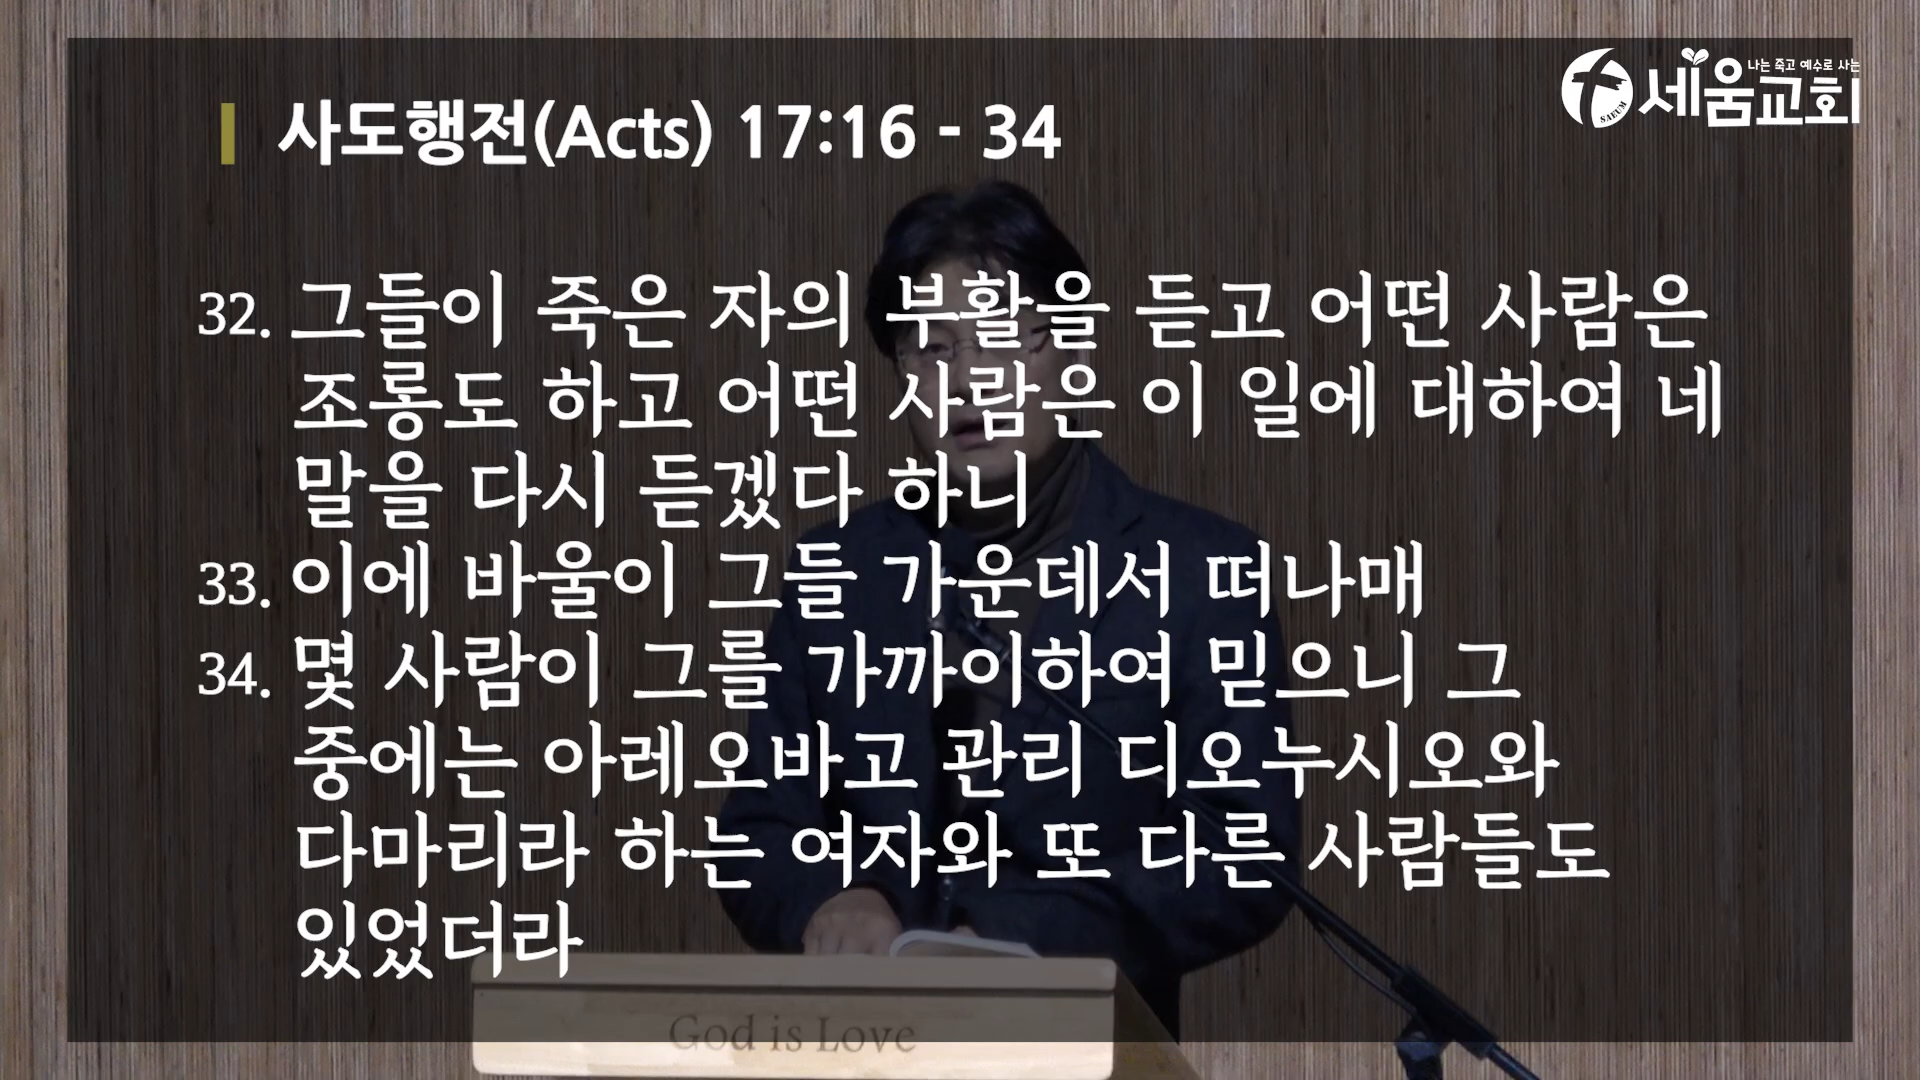 나는 죽고 예수로 사는
세움교회
SAEUM
사도행전(Acts) 17:16 - 34
32. 그들이 죽은 자의 부활을 듣고 어떤 사람은
조롱도 하고 어떤 사람은 이 일에 대하여 네
말을 다시 듣겠다 하니
33. 이에 바울이 그들 가운데서 떠나매
34. 몇 사람이 그를 가까이하여 믿으니 그
중에는 아레오바고 관리 디오누시오와
다마리라 하는 여자와 또 다른 사람들도
있었더라
God is Love